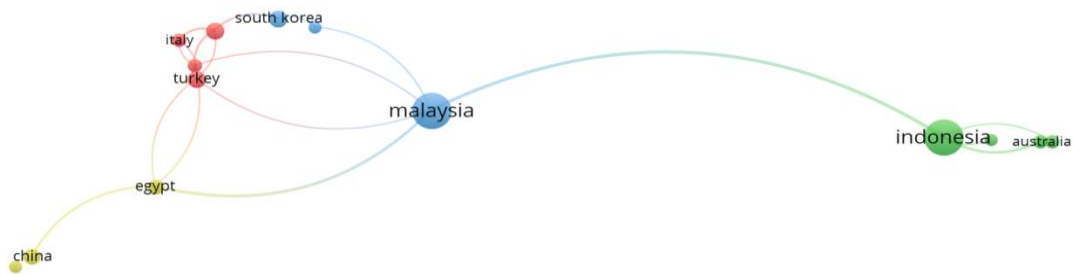 south korea
italy
turkey
malaysia
indonesia
australia
egypt
china